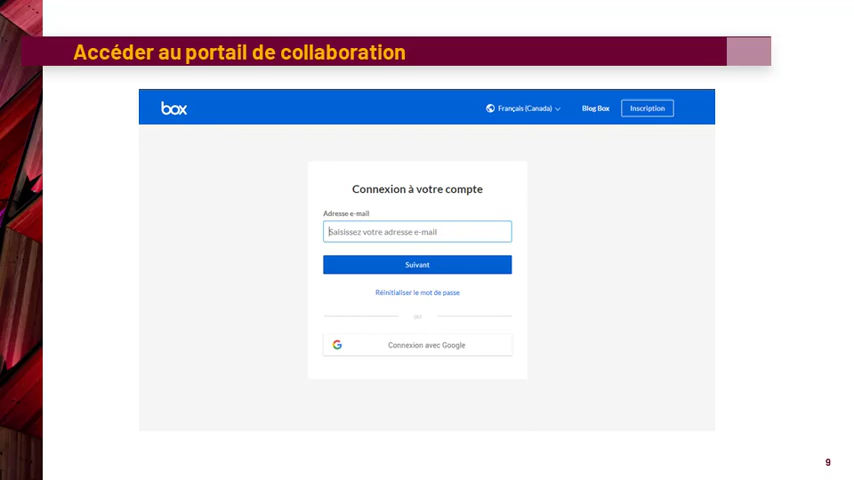 Accéder au portail de collaboration
box
Français (Canada)
Blog Box
Inscription
Connexion à votre compte
Adresse e-mail
Saisissez votre adresse e-mail
Suivant
Réinitialiser le mot de passe
ou
Connexion avec Google
9